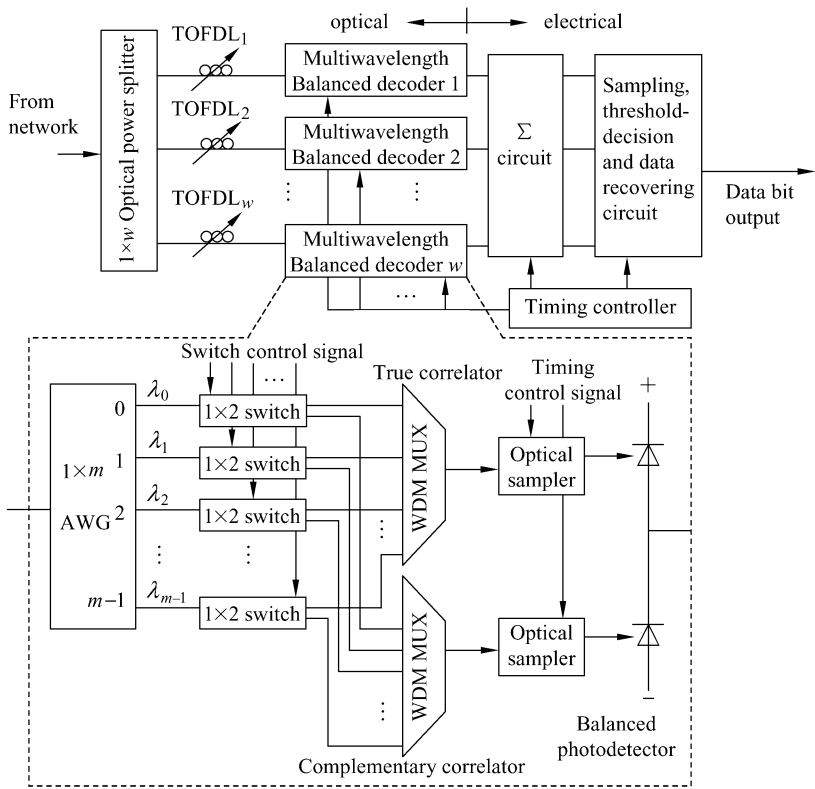 optical
electrical
From
network
1×w Optical power splitter
TOFDL1
TOFDL2
TOFDLw
Multiwavelength
Balanced decoder 1
Multiwavelength
Balanced decoder 2
Multiwavelength
Balanced decoder w
Σ
circuit
Sampling,
threshold-
decision
and data
recovering
circuit
Data bit
output
Timing controller
Switch control signal
1×m
AWG
0
1
2
m−1
λ0
λ1
λ2
λm−1
1×2 switch
1×2 switch
1×2 switch
1×2 switch
True correlator
WDM MUX
WDM MUX
Complementary correlator
Timing
control signal
Optical
sampler
Optical
sampler
+
−
Balanced
photodetector